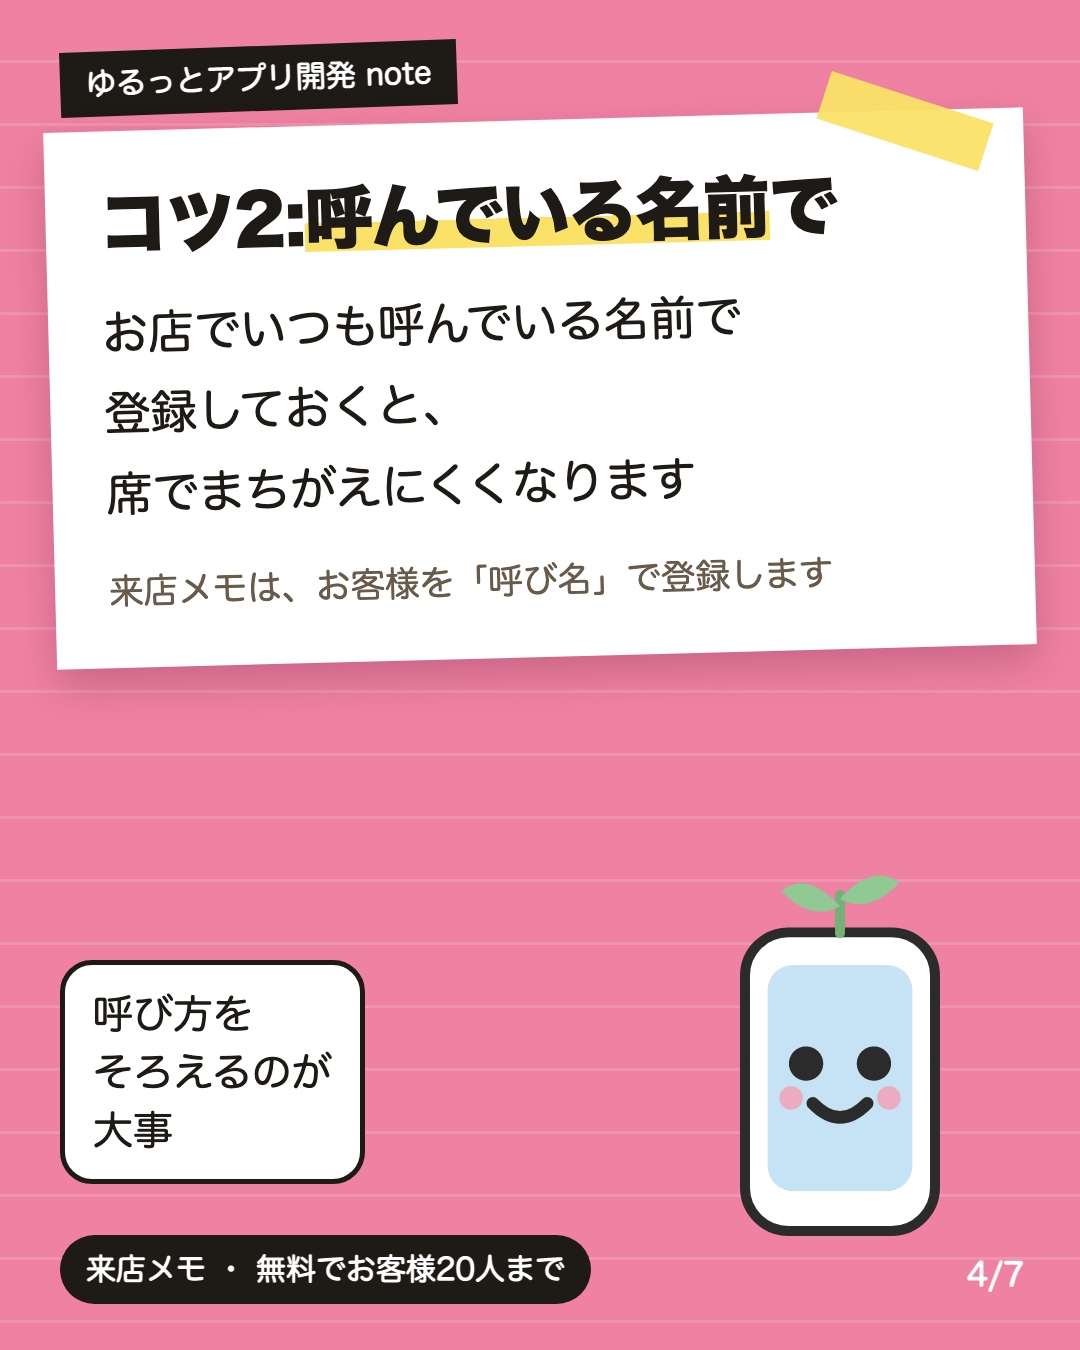 ゆるっとアプリ開発 note
コツ2:呼んでいる名前で
お店でいつも呼んでいる名前で
登録しておくと、
席でまちがえにくくなります
来店メモは、お客様を「呼び名」で登録します
呼び方を
そろえるのが
大事
来店メモ ・ 無料でお客様20人まで
4/7